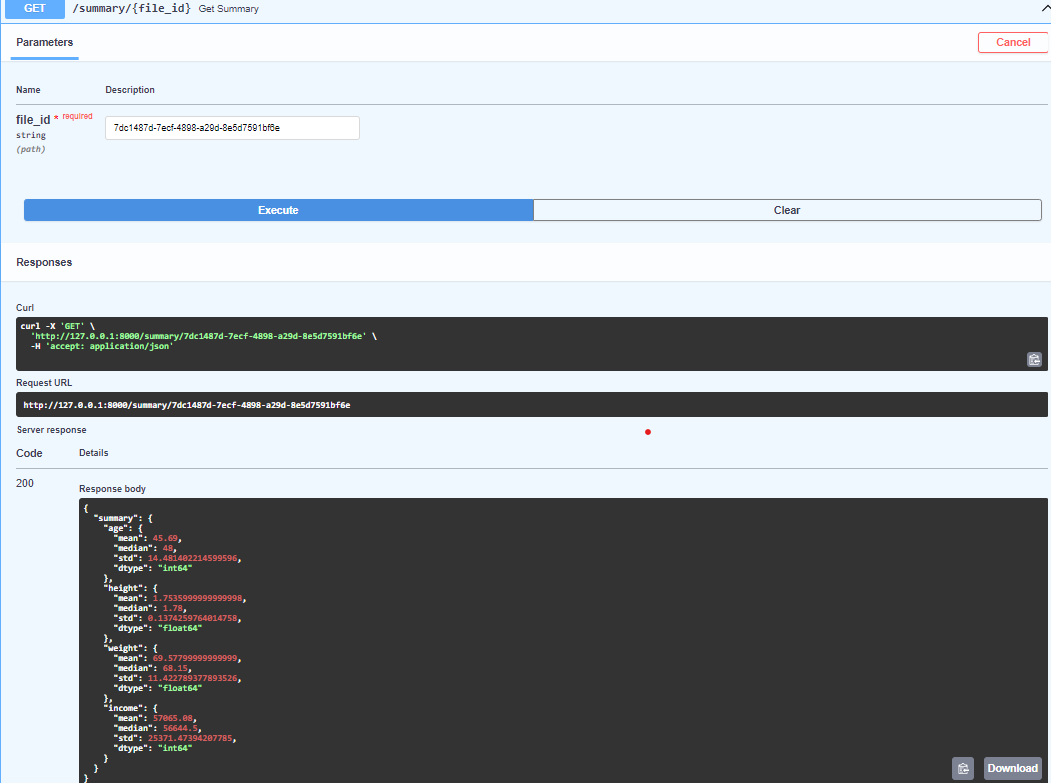 GET /summary/{file_id} Get Summary
Parameters
Cancel
Name Description
file_id * required
string
(path)
7dc1487d-7ecf-4898-a29d-8e5d7591bf6e
Execute Clear
Responses
Curl
curl -X 'GET' \
'http://127.0.0.1:8000/summary/7dc1487d-7ecf-4898-a29d-8e5d7591bf6e' \
-H 'accept: application/json'
Request URL
http://127.0.0.1:8000/summary/7dc1487d-7ecf-4898-a29d-8e5d7591bf6e
Server response
Code Details
200
Response body
{
"summary": {
"age": {
"mean": 45.69,
"median": 48,
"std": 14.481402214599596,
"dtype": "int64"
},
"height": {
"mean": 1.7535999999999998,
"median": 1.78,
"std": 0.1374259764014758,
"dtype": "float64"
},
"weight": {
"mean": 69.57799999999999,
"median": 68.15,
"std": 11.422789377893526,
"dtype": "float64"
},
"income": {
"mean": 57065.08,
"median": 56644.5,
"std": 25371.47394207785,
"dtype": "int64"
}
}
}
Download